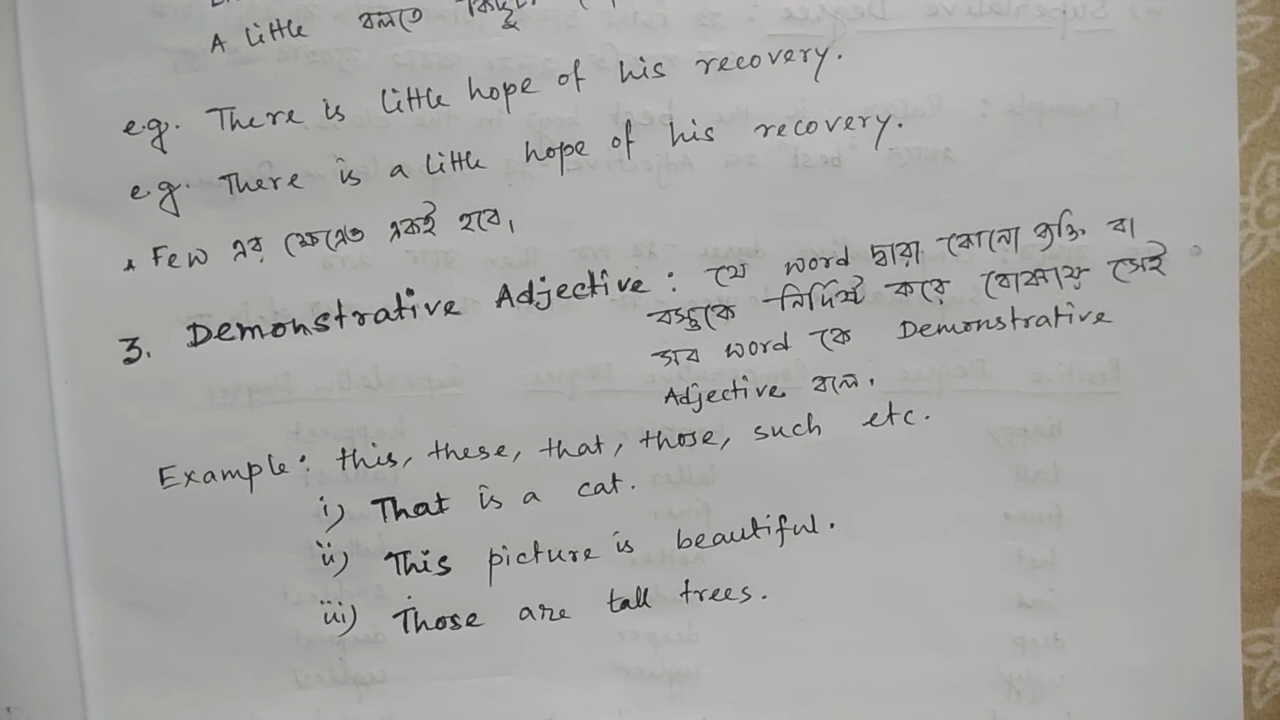 A little বলতে কিছু
e.g. There is little hope of his recovery.
e.g. There is a little hope of his recovery.
* Few এর ক্ষেত্রেও একই হবে।
3. Demonstrative Adjective : যে word দ্বারা কোনো ব্যক্তি বা
বস্তুকে নির্দিষ্ট করে বোঝায় সেই
সব word কে Demonstrative
Adjective বলে.
Example: this, these, that, those, such etc.
i) That is a cat.
ii) This picture is beautiful.
iii) Those are tall trees.